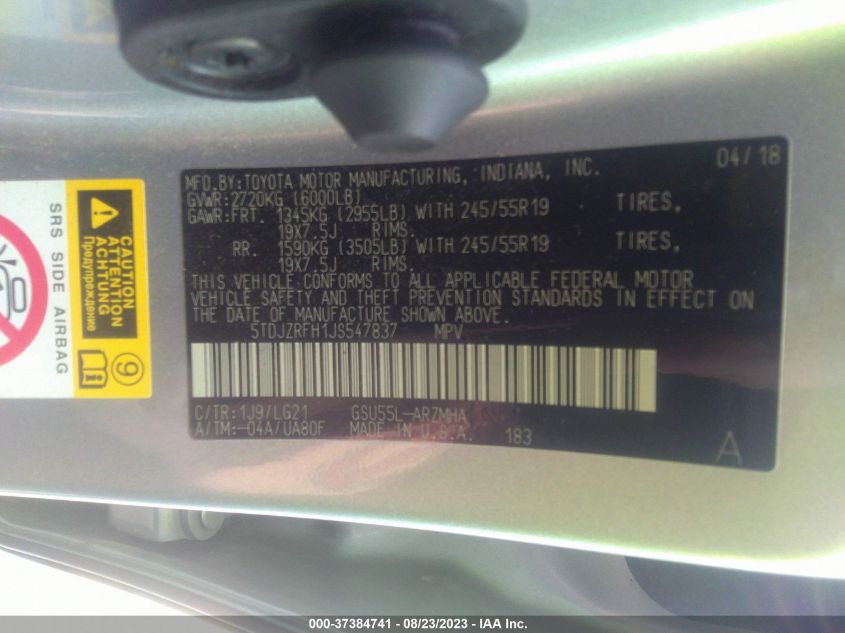 MFD.BY:TOYOTA MOTOR MANUFACTURING, INDIANA, INC. 04/18
GVWR:2720KG (6000LB)
GAWR:FRT. 1345KG (2955LB) WITH 245/55R19 TIRES,
19X7.5J RIMS.
RR. 1590KG (3505LB) WITH 245/55R19 TIRES,
19X7.5J RIMS.
THIS VEHICLE CONFORMS TO ALL APPLICABLE FEDERAL MOTOR
VEHICLE SAFETY AND THEFT PREVENTION STANDARDS IN EFFECT ON
THE DATE OF MANUFACTURE SHOWN ABOVE.
5TDJZRFH1JS547837 MPV
C/TR:1J9/LG21 GSU55L-ARZMHA
A/TM:-04A/UA80F MADE IN U.S.A. 183
A
CAUTION
ATTENTION
ACHTUNG
Предупреждение
SRS SIDE AIRBAG
9
000-37384741 - 08/23/2023 - IAA Inc.